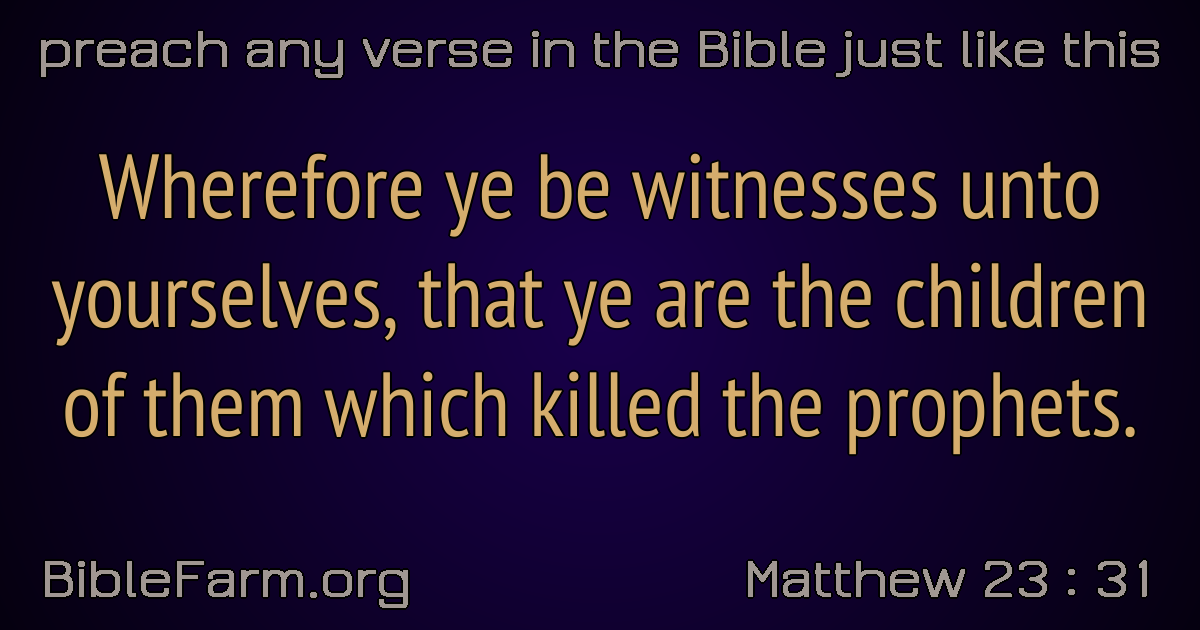 preach any verse in the Bible just like this
Wherefore ye be witnesses unto
yourselves, that ye are the children
of them which killed the prophets.
BibleFarm.org
Matthew 23 : 31